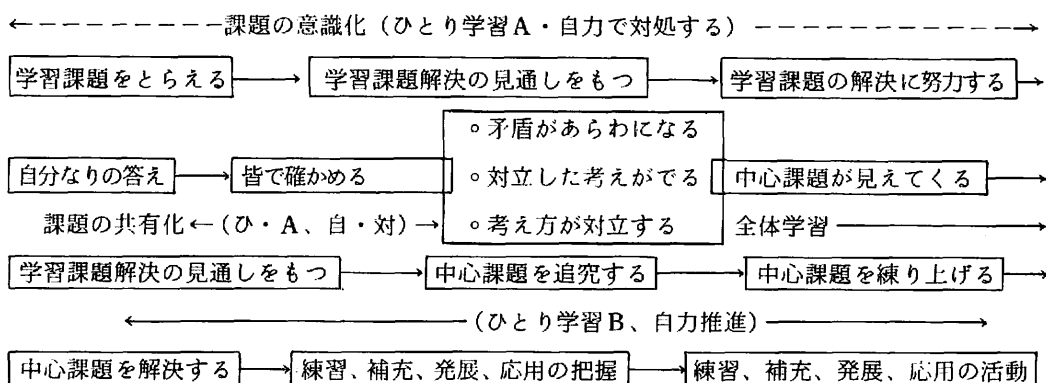 課題の意識化（ひとり学習A・自力で対処する）
学習課題をとらえる 学習課題解決の見通しをもつ 学習課題の解決に努力する
。矛盾があらわになる
自分なりの答え 皆で確かめる 。対立した考えがでる 中心課題が見えてくる
課題の共有化←（ひ・A、自・対）→ 。考え方が対立する 全体学習
学習課題解決の見通しをもつ 中心課題を追究する 中心課題を練り上げる
（ひとり学習B、自力推進）
中心課題を解決する 練習、補充、発展、応用の把握 練習、補充、発展、応用の活動